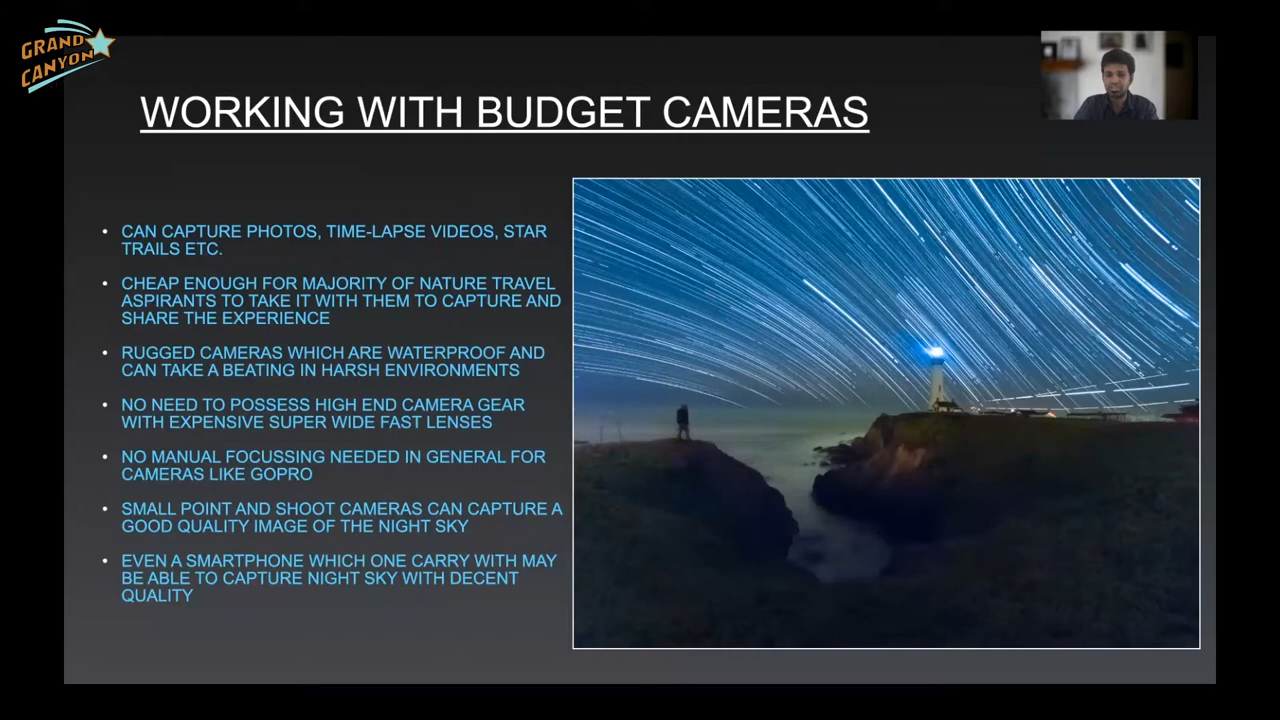 GRAND
CANYON
WORKING WITH BUDGET CAMERAS
• CAN CAPTURE PHOTOS, TIME-LAPSE VIDEOS, STAR
TRAILS ETC.
• CHEAP ENOUGH FOR MAJORITY OF NATURE TRAVEL
ASPIRANTS TO TAKE IT WITH THEM TO CAPTURE AND
SHARE THE EXPERIENCE
• RUGGED CAMERAS WHICH ARE WATERPROOF AND
CAN TAKE A BEATING IN HARSH ENVIRONMENTS
• NO NEED TO POSSESS HIGH END CAMERA GEAR
WITH EXPENSIVE SUPER WIDE FAST LENSES
• NO MANUAL FOCUSSING NEEDED IN GENERAL FOR
CAMERAS LIKE GOPRO
• SMALL POINT AND SHOOT CAMERAS CAN CAPTURE A
GOOD QUALITY IMAGE OF THE NIGHT SKY
• EVEN A SMARTPHONE WHICH ONE CARRY WITH MAY
BE ABLE TO CAPTURE NIGHT SKY WITH DECENT
QUALITY